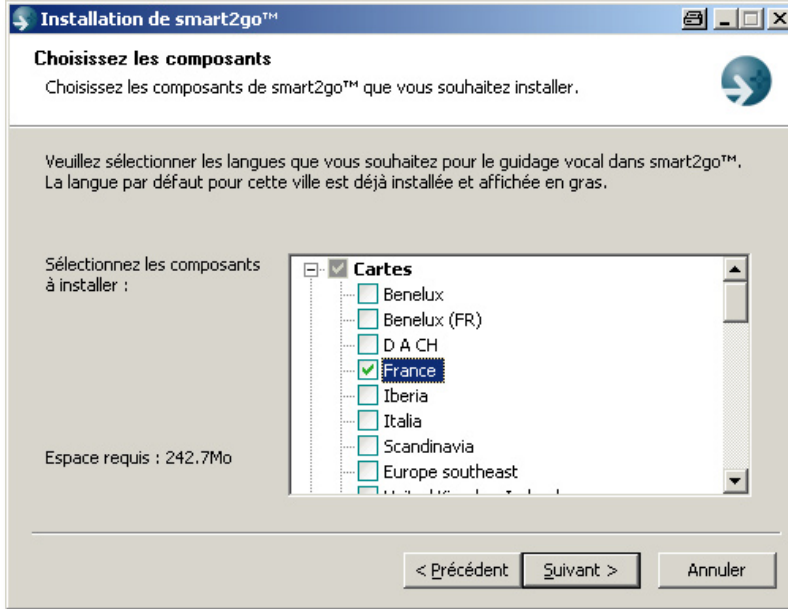 Installation de smart2go™
Choisissez les composants
Choisissez les composants de smart2go™ que vous souhaitez installer.
Veuillez sélectionner les langues que vous souhaitez pour le guidage vocal dans smart2go™.
La langue par défaut pour cette ville est déjà installée et affichée en gras.
Sélectionnez les composants
à installer :
Cartes
Benelux
Benelux (FR)
D A CH
France
Iberia
Italia
Scandinavia
Europe southeast
Espace requis : 242.7Mo
< Précédent
Suivant >
Annuler